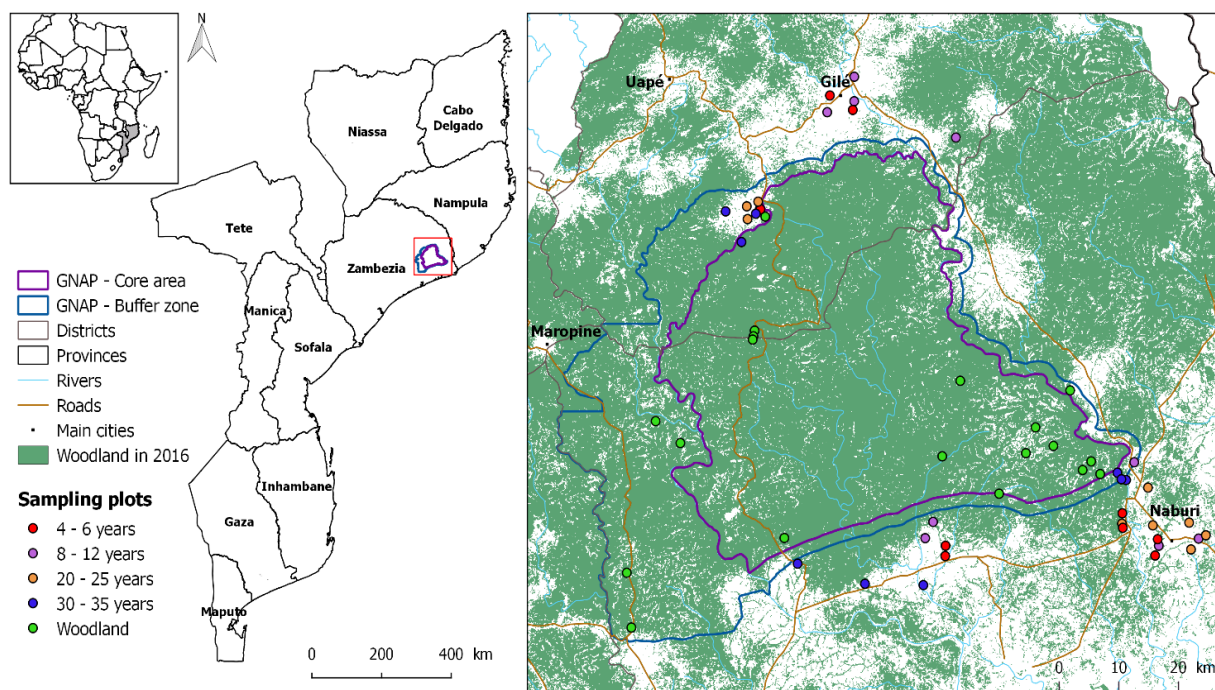 N
Niassa
Cabo
Delgado
Nampula
Tete
Zambezia
Manica
Sofala
Inhambane
Gaza
Maputo
GNAP - Core area
GNAP - Buffer zone
Districts
Provinces
Rivers
Roads
Main cities
Woodland in 2016
Sampling plots
4 - 6 years
8 - 12 years
20 - 25 years
30 - 35 years
Woodland
0 200 400 km
Uapé
Gilé
Maropine
Naburi
0 10 20 km